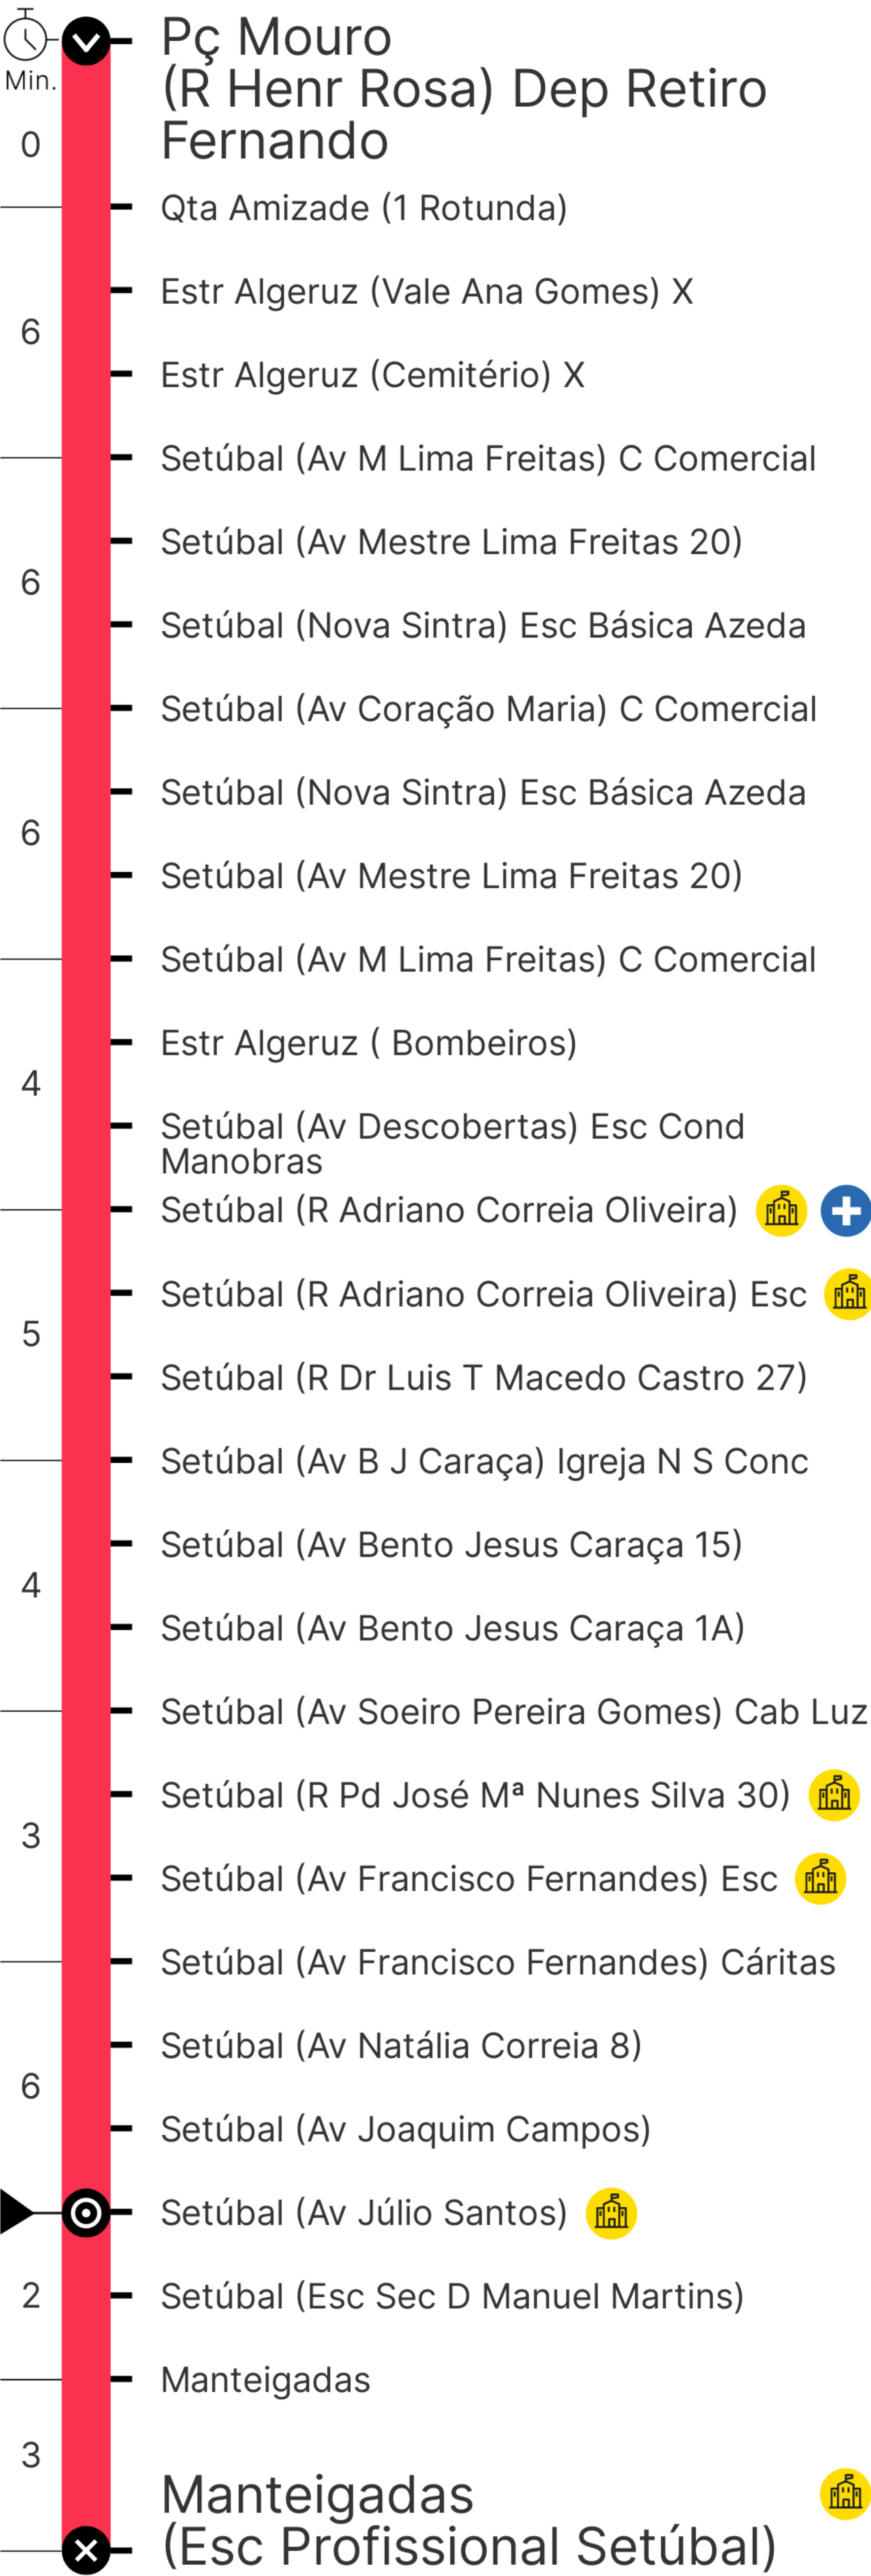 Pç Mouro
(R Henr Rosa) Dep Retiro
Fernando
Min.
0
Qta Amizade (1 Rotunda)
Estr Algeruz (Vale Ana Gomes) X
6
Estr Algeruz (Cemitério) X
Setúbal (Av M Lima Freitas) C Comercial
Setúbal (Av Mestre Lima Freitas 20)
6
Setúbal (Nova Sintra) Esc Básica Azeda
Setúbal (Av Coração Maria) C Comercial
Setúbal (Nova Sintra) Esc Básica Azeda
6
Setúbal (Av Mestre Lima Freitas 20)
Setúbal (Av M Lima Freitas) C Comercial
Estr Algeruz ( Bombeiros)
4
Setúbal (Av Descobertas) Esc Cond
Manobras
Setúbal (R Adriano Correia Oliveira)
Setúbal (R Adriano Correia Oliveira) Esc
5
Setúbal (R Dr Luis T Macedo Castro 27)
Setúbal (Av B J Caraça) Igreja N S Conc
Setúbal (Av Bento Jesus Caraça 15)
4
Setúbal (Av Bento Jesus Caraça 1A)
Setúbal (Av Soeiro Pereira Gomes) Cab Luz
Setúbal (R Pd José Mª Nunes Silva 30)
3
Setúbal (Av Francisco Fernandes) Esc
Setúbal (Av Francisco Fernandes) Cáritas
Setúbal (Av Natália Correia 8)
6
Setúbal (Av Joaquim Campos)
Setúbal (Av Júlio Santos)
2
Setúbal (Esc Sec D Manuel Martins)
Manteigadas
3
Manteigadas
(Esc Profissional Setúbal)